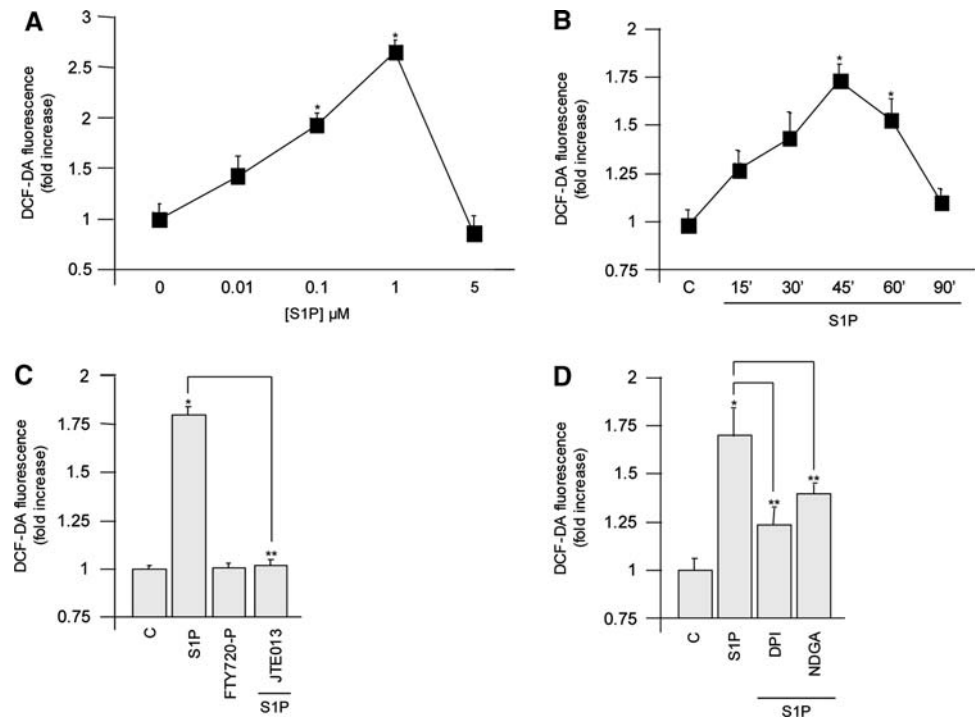 A
DCF-DA fluorescence
(fold increase)
3
2.5
2
1.5
1
0.5
*
*
0
0.01
0.1
1
5
[S1P] µM
B
DCF-DA fluorescence
(fold increase)
2
1.75
1.5
1.25
1
0.75
*
*
C
15'
30'
45'
60'
90'
S1P
C
DCF-DA fluorescence
(fold increase)
2
1.75
1.5
1.25
1
0.75
*
**
C
S1P
FTY720-P
JTE013
S1P
D
DCF-DA fluorescence
(fold increase)
2
1.75
1.5
1.25
1
0.75
*
**
**
C
S1P
DPI
NDGA
S1P